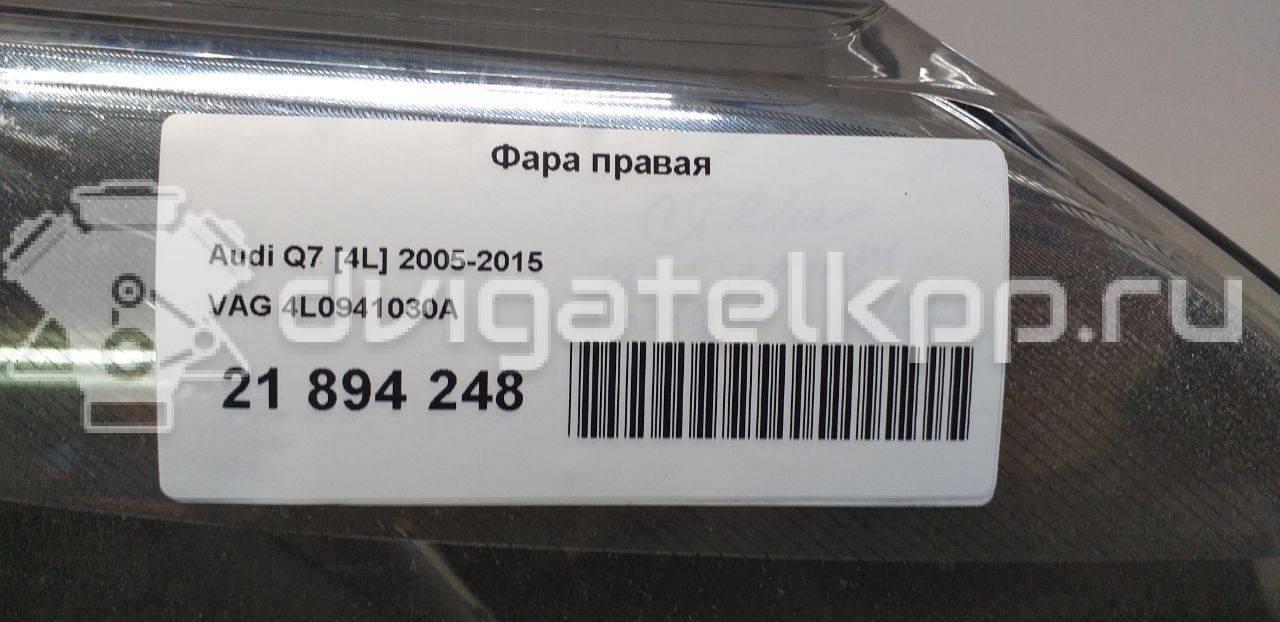 Фара правая
Audi Q7 [4L] 2005-2015
VAG 4L0941030A
dvigatelkpp.ru
21 894 248